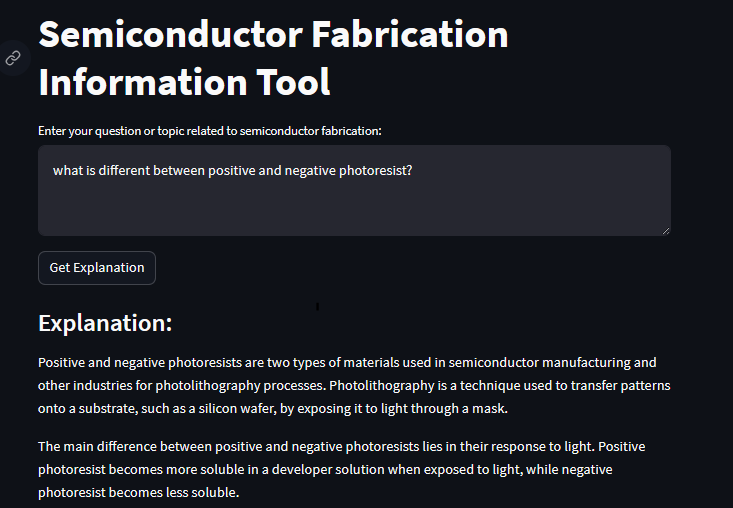 Semiconductor Fabrication
Information Tool
Enter your question or topic related to semiconductor fabrication:
what is different between positive and negative photoresist?
Get Explanation
Explanation:
Positive and negative photoresists are two types of materials used in semiconductor manufacturing and
other industries for photolithography processes. Photolithography is a technique used to transfer patterns
onto a substrate, such as a silicon wafer, by exposing it to light through a mask.
The main difference between positive and negative photoresists lies in their response to light. Positive
photoresist becomes more soluble in a developer solution when exposed to light, while negative
photoresist becomes less soluble.